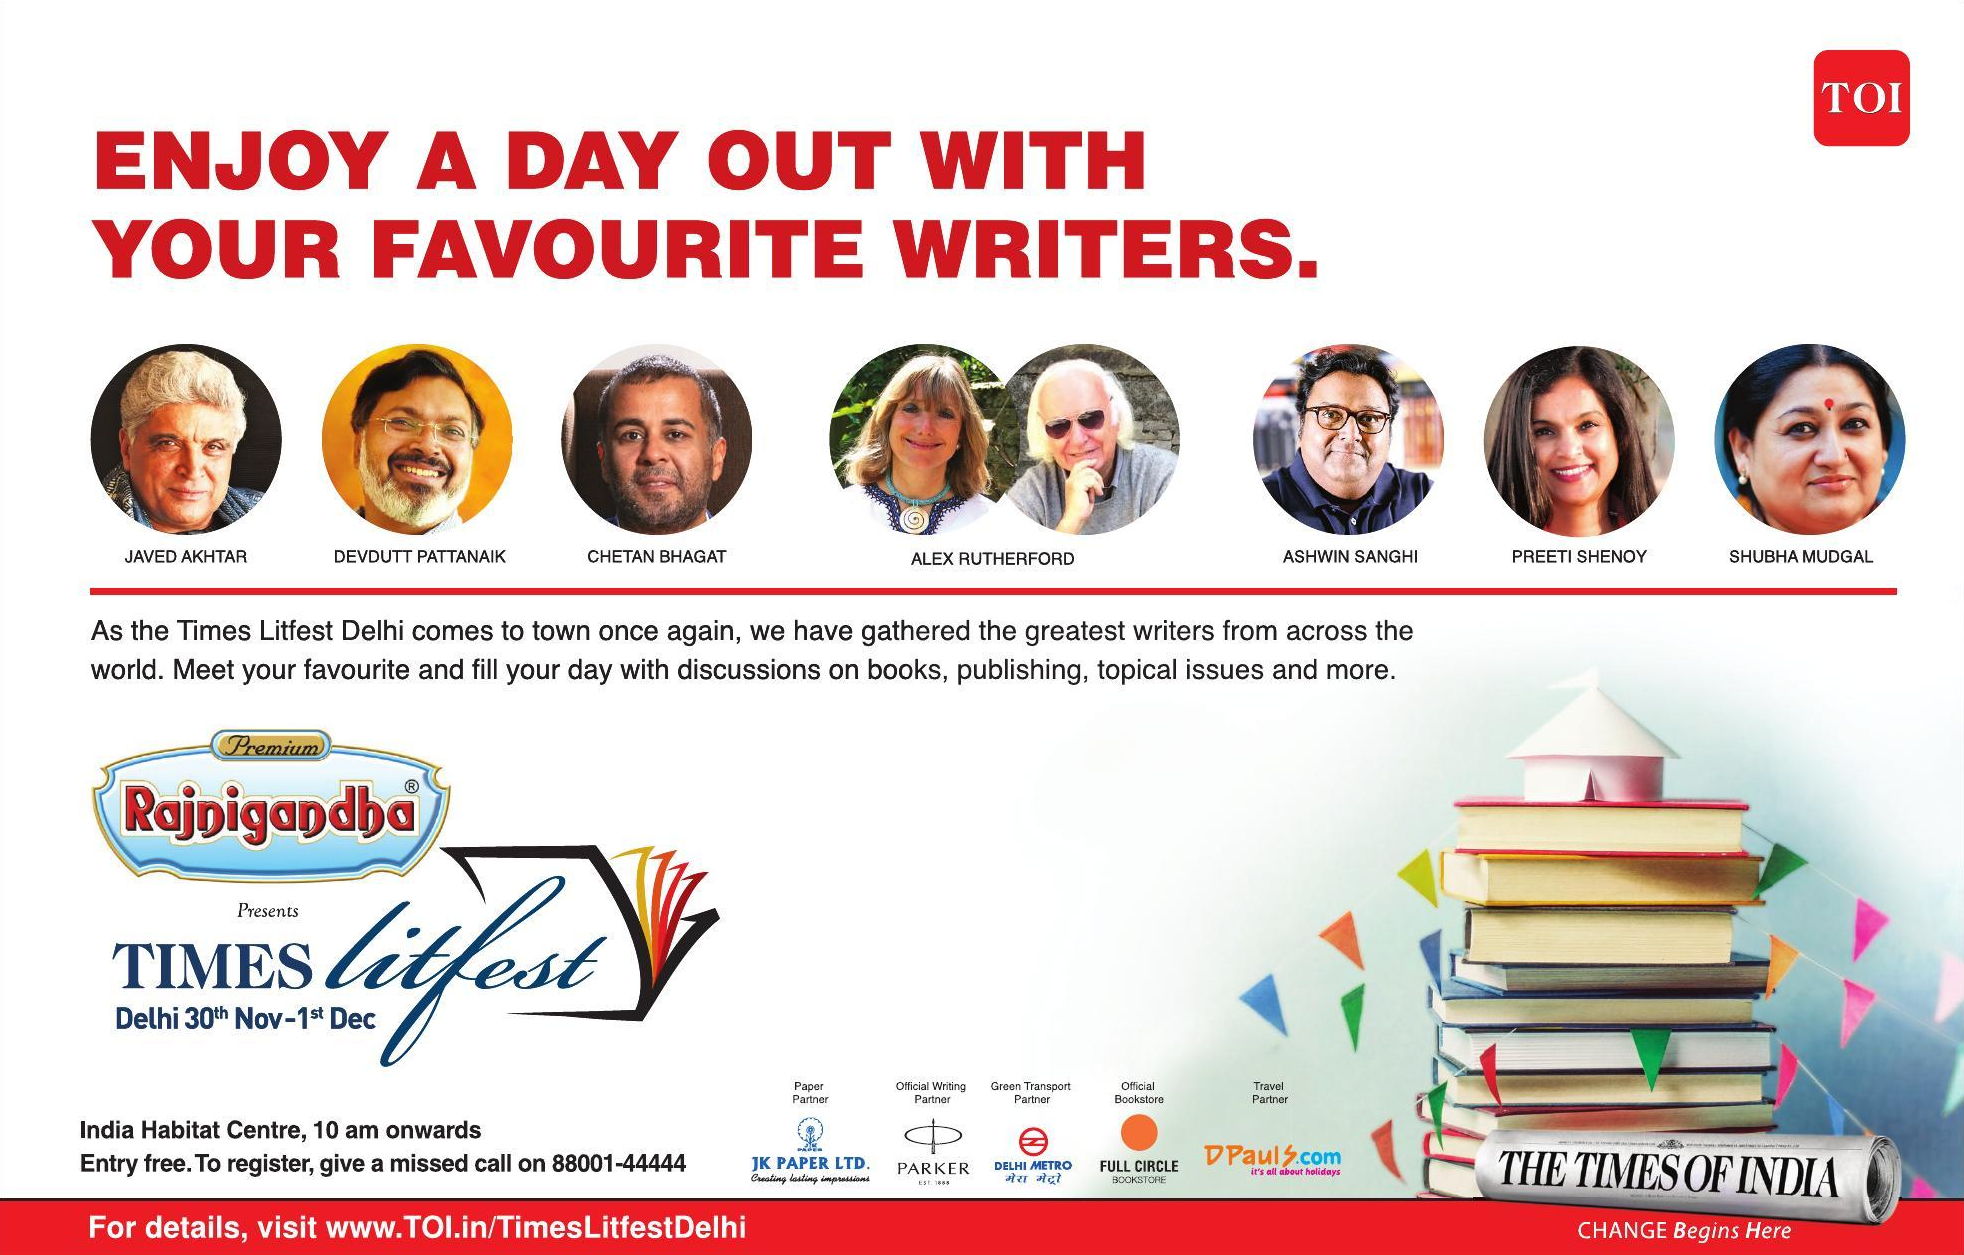 TOI
ENJOY A DAY OUT WITH
YOUR FAVOURITE WRITERS.
JAVED AKHTAR
DEVDUTT PATTANAIK
CHETAN BHAGAT
ALEX RUTHERFORD
ASHWIN SANGHI
PREETI SHENOY
SHUBHA MUDGAL
As the Times Litfest Delhi comes to town once again, we have gathered the greatest writers from across the
world. Meet your favourite and fill your day with discussions on books, publishing, topical issues and more.
Premium
Rajnigandha®
Presents
TIMES litfest
Delhi 30th Nov-1st Dec
India Habitat Centre, 10 am onwards
Entry free. To register, give a missed call on 88001-44444
Paper
Partner
JK
PAPER
JK PAPER LTD.
Creating lasting impressions
Official Writing
Partner
PARKER
EST. 1888
Green Transport
Partner
DELHI METRO
मेरा मेट्रो
Official
Bookstore
FULL CIRCLE
BOOKSTORE
Travel
Partner
DPaulS.com
it's all about holidays
THE TIMES OF INDIA
For details, visit www.TOI.in/TimesLitfestDelhi
CHANGE Begins Here